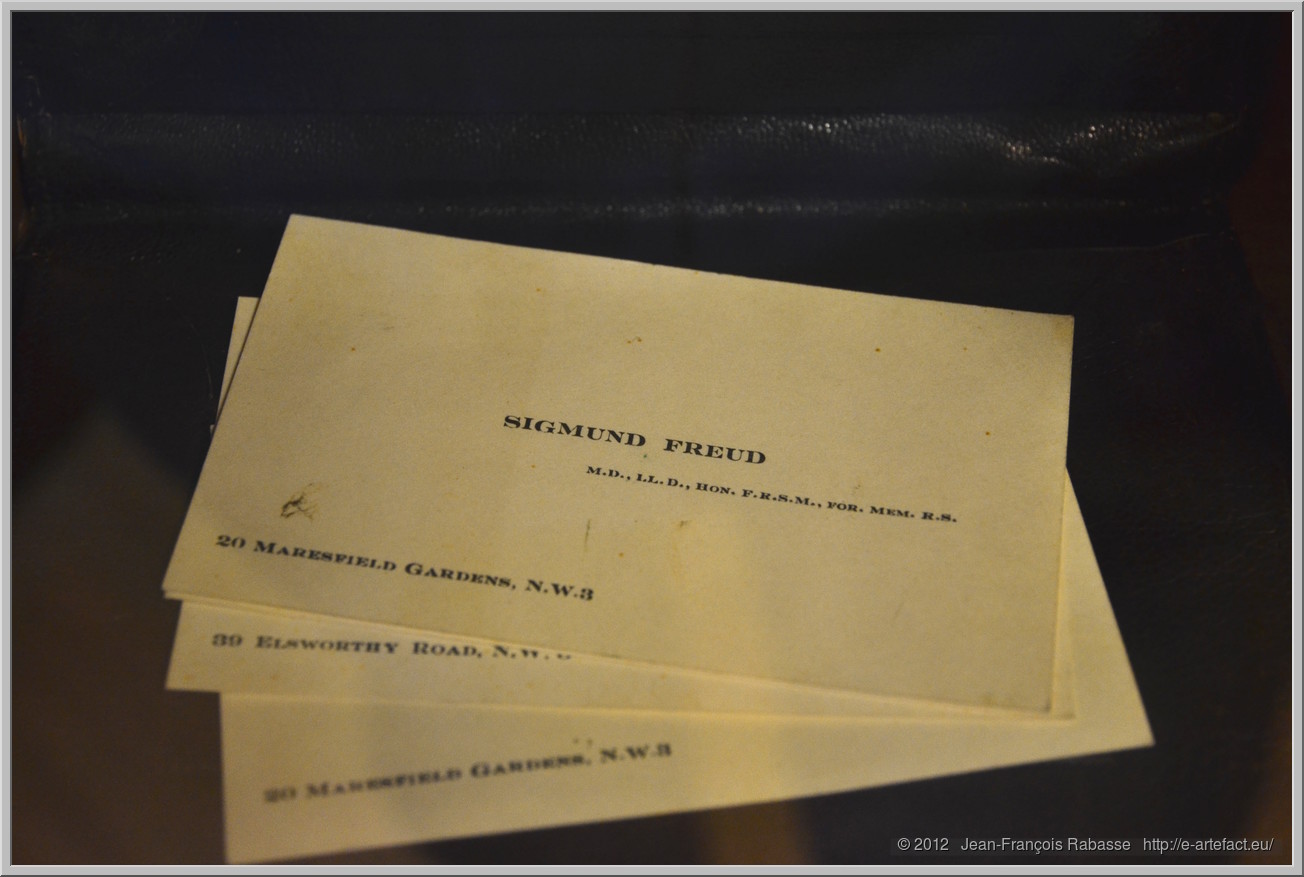 SIGMUND FREUD
M.D., LL.D., HON. F.R.S.M., FOR. MEM. R.S.
20 MARESFIELD GARDENS, N.W.3
39 ELSWORTHY ROAD, N.W.3
20 MARESFIELD GARDENS, N.W.3
© 2012 Jean-François Rabasse http://e-artefact.eu/